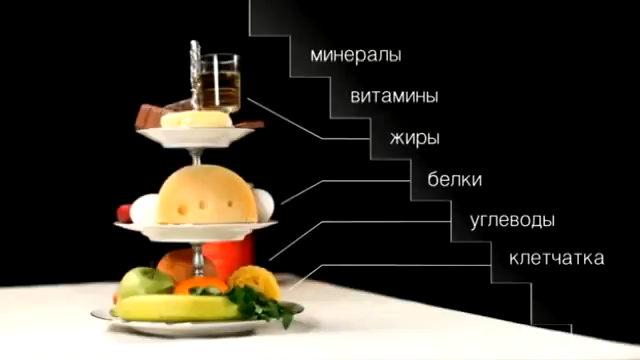 минералы
витамины
жиры
белки
углеводы
клетчатка